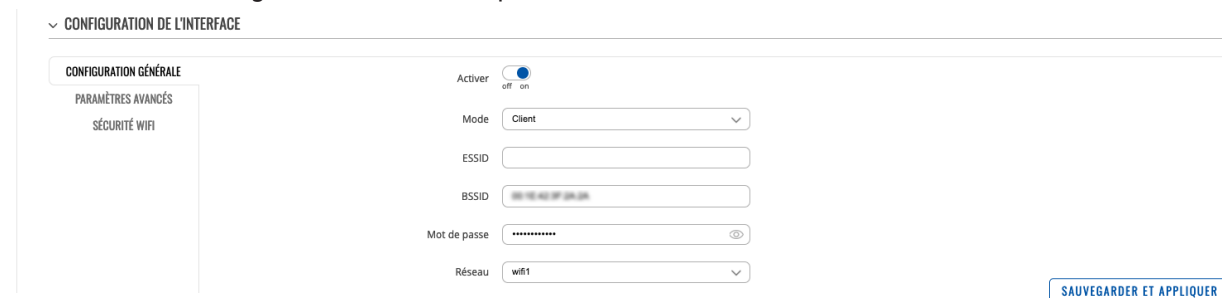 CONFIGURATION DE L'INTERFACE
CONFIGURATION GÉNÉRALE
PARAMÈTRES AVANCÉS
SÉCURITÉ WIFI
Activer
off on
Mode Client
ESSID
BSSID
Mot de passe ••••••••••••
Réseau wifi1
SAUVEGARDER ET APPLIQUER